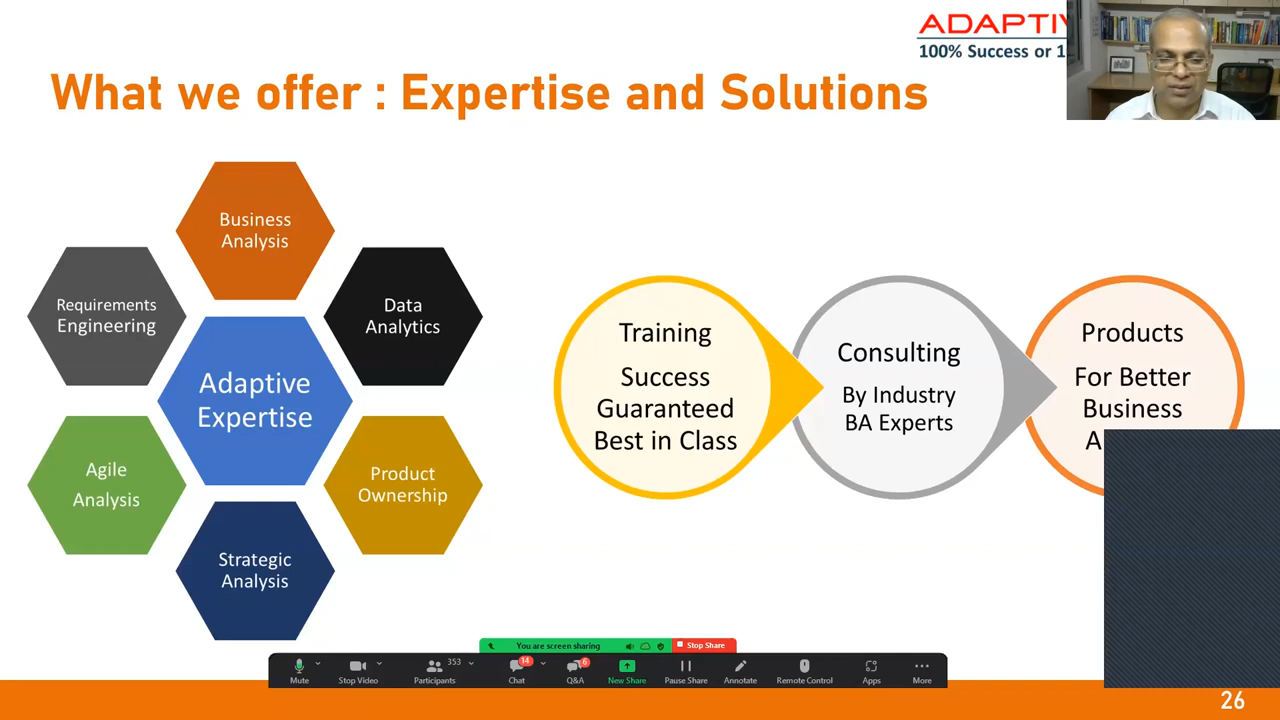 ADAPTIV
100% Success or 1
What we offer : Expertise and Solutions
Business
Analysis
Requirements
Engineering
Data
Analytics
Adaptive
Expertise
Agile
Analysis
Product
Ownership
Strategic
Analysis
Training
Success
Guaranteed
Best in Class
Consulting
By Industry
BA Experts
Products
For Better
Business
A
You are screen sharing
Stop Share
Mute
Stop Video
353
Participants
14
Chat
6
Q&A
New Share
Pause Share
Annotate
Remote Control
Apps
More
26